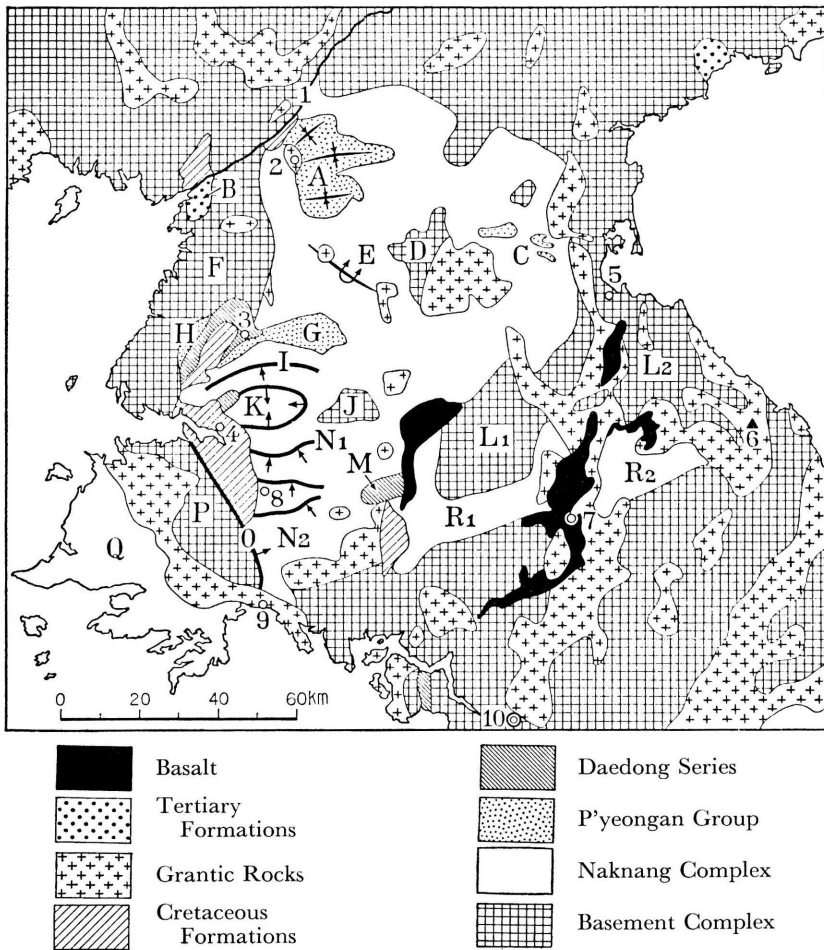 1
2
A
B
E
D
C
5
F
H
3
G
I
L2
K
J
4
6
L1
N1
M
R2
8
P
R1
7
O
N2
Q
9
0 20 40 60km
10
Basalt
Tertiary
Formations
Grantic Rocks
Cretaceous
Formations
Daedong Series
P'yeongan Group
Naknang Complex
Basement Complex